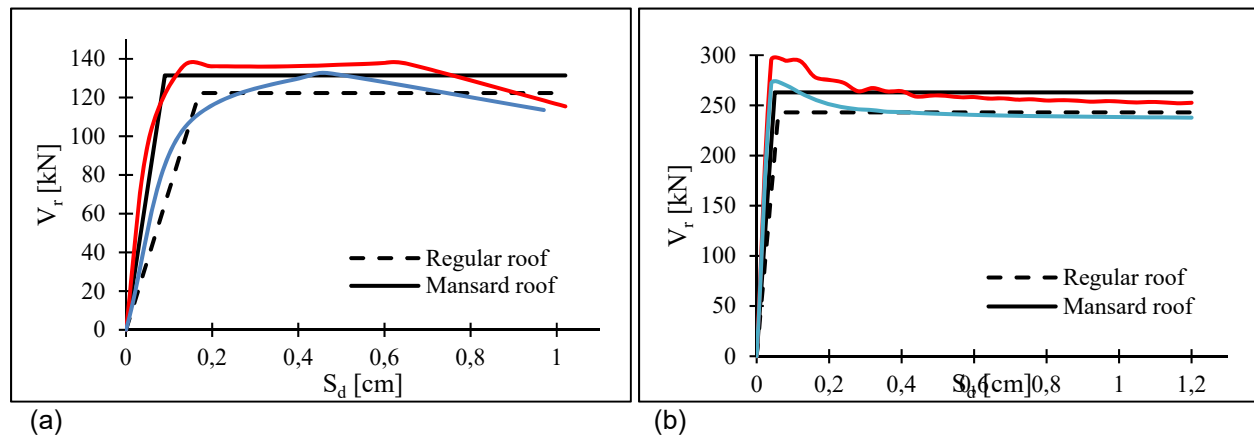 140
120
100
80
60
40
20
0
V_r [kN]
Regular roof
Mansard roof
0 0,2 0,4 0,6 0,8 1
S_d [cm]
(a)
300
250
200
150
100
50
0
V_r [kN]
Regular roof
Mansard roof
0 0,2 0,4 0,6 0,8 1 1,2
S_d [cm]
(b)